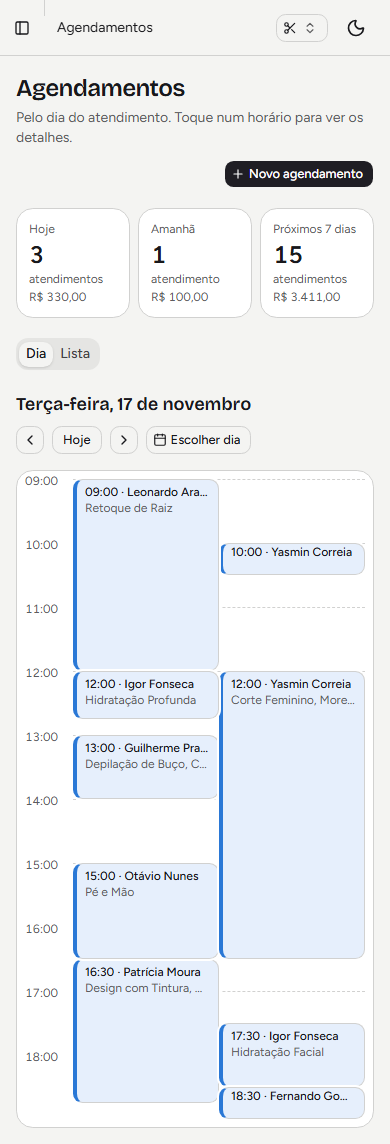 Agendamentos
Agendamentos
Pelo dia do atendimento. Toque num horário para ver os
detalhes.
Novo agendamento
Hoje
3
atendimentos
R$ 330,00
Amanhã
1
atendimento
R$ 100,00
Próximos 7 dias
15
atendimentos
R$ 3.411,00
Dia
Lista
Terça-feira, 17 de novembro
Hoje
Escolher dia
09:00
09:00 · Leonardo Ara...
Retoque de Raiz
10:00
10:00 · Yasmin Correia
11:00
12:00
12:00 · Igor Fonseca
Hidratação Profunda
12:00 · Yasmin Correia
Corte Feminino, More...
13:00
13:00 · Guilherme Pra...
Depilação de Buço, C...
14:00
15:00
15:00 · Otávio Nunes
Pé e Mão
16:00
16:30 · Patrícia Moura
Design com Tintura, ...
17:00
17:30 · Igor Fonseca
Hidratação Facial
18:00
18:30 · Fernando Go...